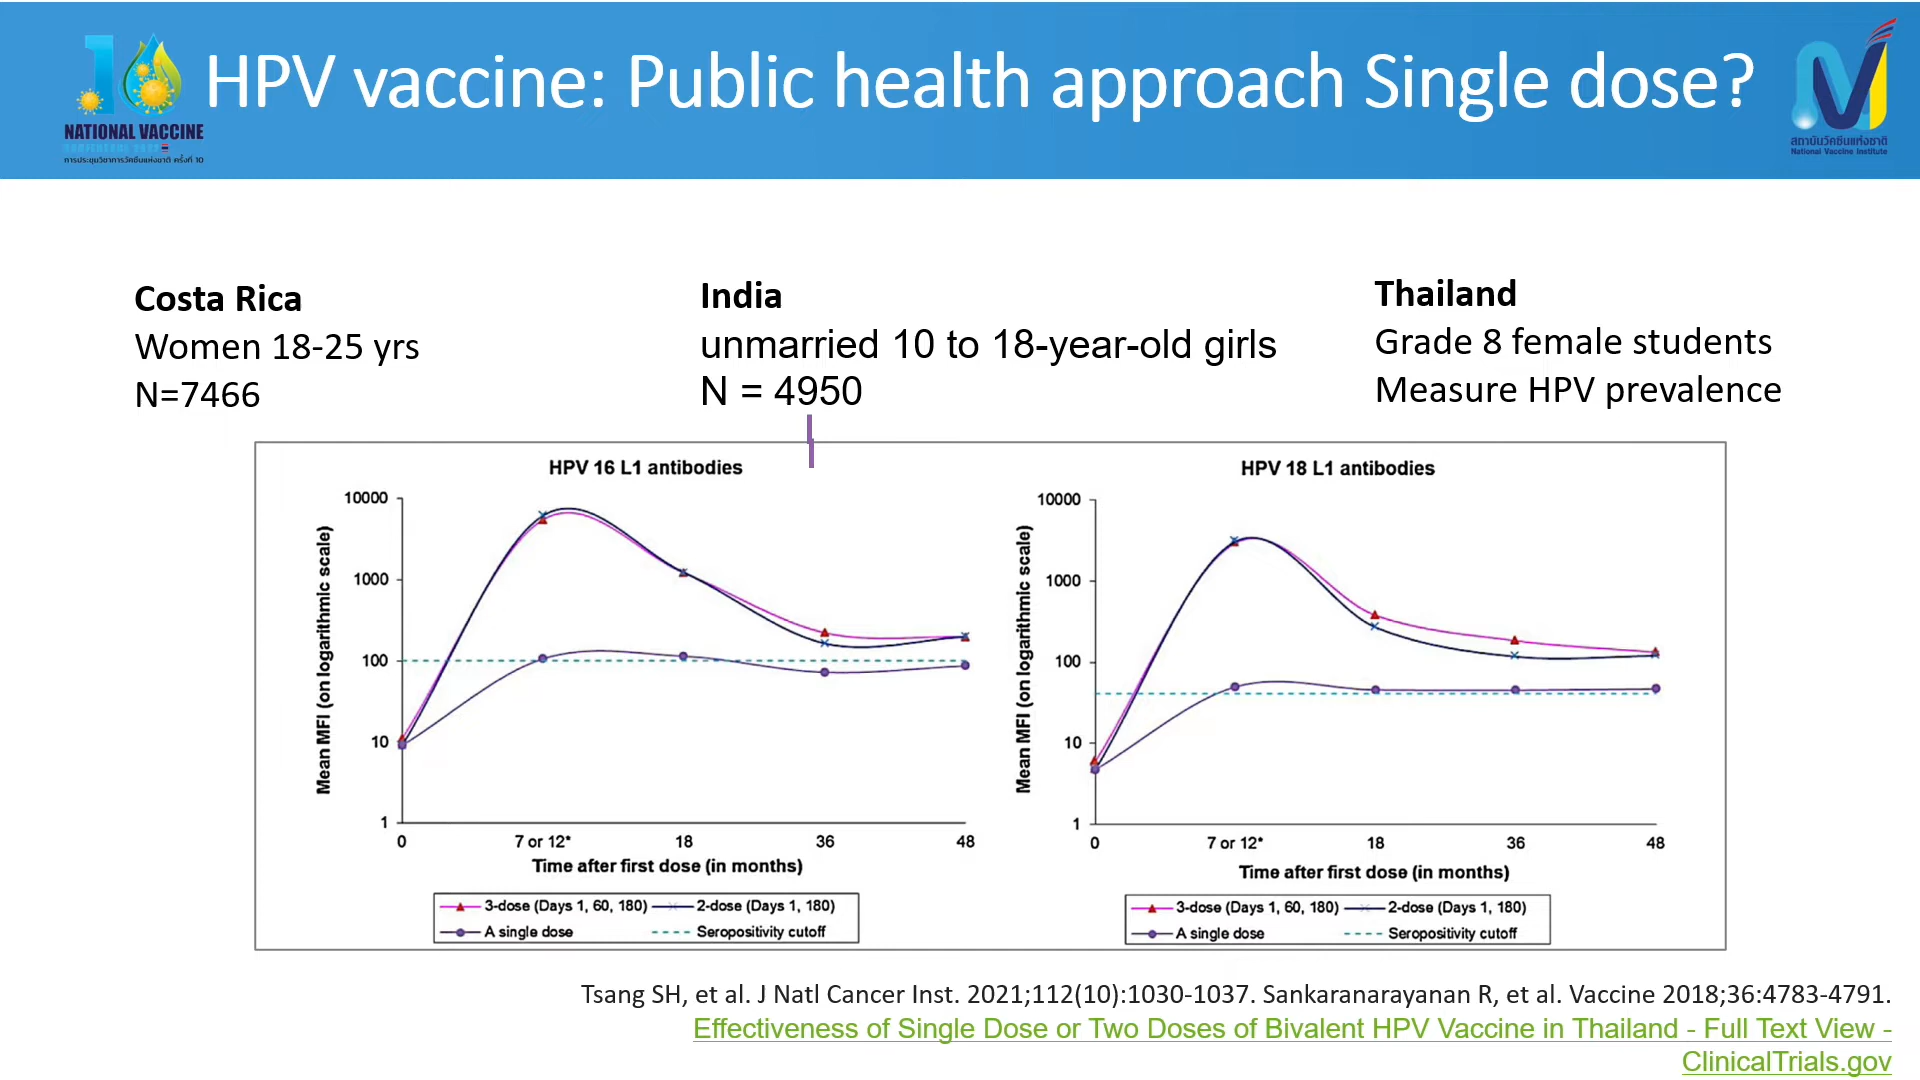 HPV vaccine: Public health approach Single dose?
10
NATIONAL VACCINE
การประชุมวิชาการวัคซีนแห่งชาติ ครั้งที่ 10
สถาบันวัคซีนแห่งชาติ
National Vaccine Institute
Costa Rica
Women 18-25 yrs
N=7466
India
unmarried 10 to 18-year-old girls
N = 4950
Thailand
Grade 8 female students
Measure HPV prevalence
HPV 16 L1 antibodies
Mean MFI (on logarithmic scale)
10000
1000
100
10
1
0
7 or 12*
18
36
48
Time after first dose (in months)
3-dose (Days 1, 60, 180)
2-dose (Days 1, 180)
A single dose
Seropositivity cutoff
HPV 18 L1 antibodies
Mean MFI (on logarithmic scale)
10000
1000
100
10
1
0
7 or 12*
18
36
48
Time after first dose (in months)
3-dose (Days 1, 60, 180)
2-dose (Days 1, 180)
A single dose
Seropositivity cutoff
Tsang SH, et al. J Natl Cancer Inst. 2021;112(10):1030-1037. Sankaranarayanan R, et al. Vaccine 2018;36:4783-4791.
Effectiveness of Single Dose or Two Doses of Bivalent HPV Vaccine in Thailand - Full Text View -
ClinicalTrials.gov